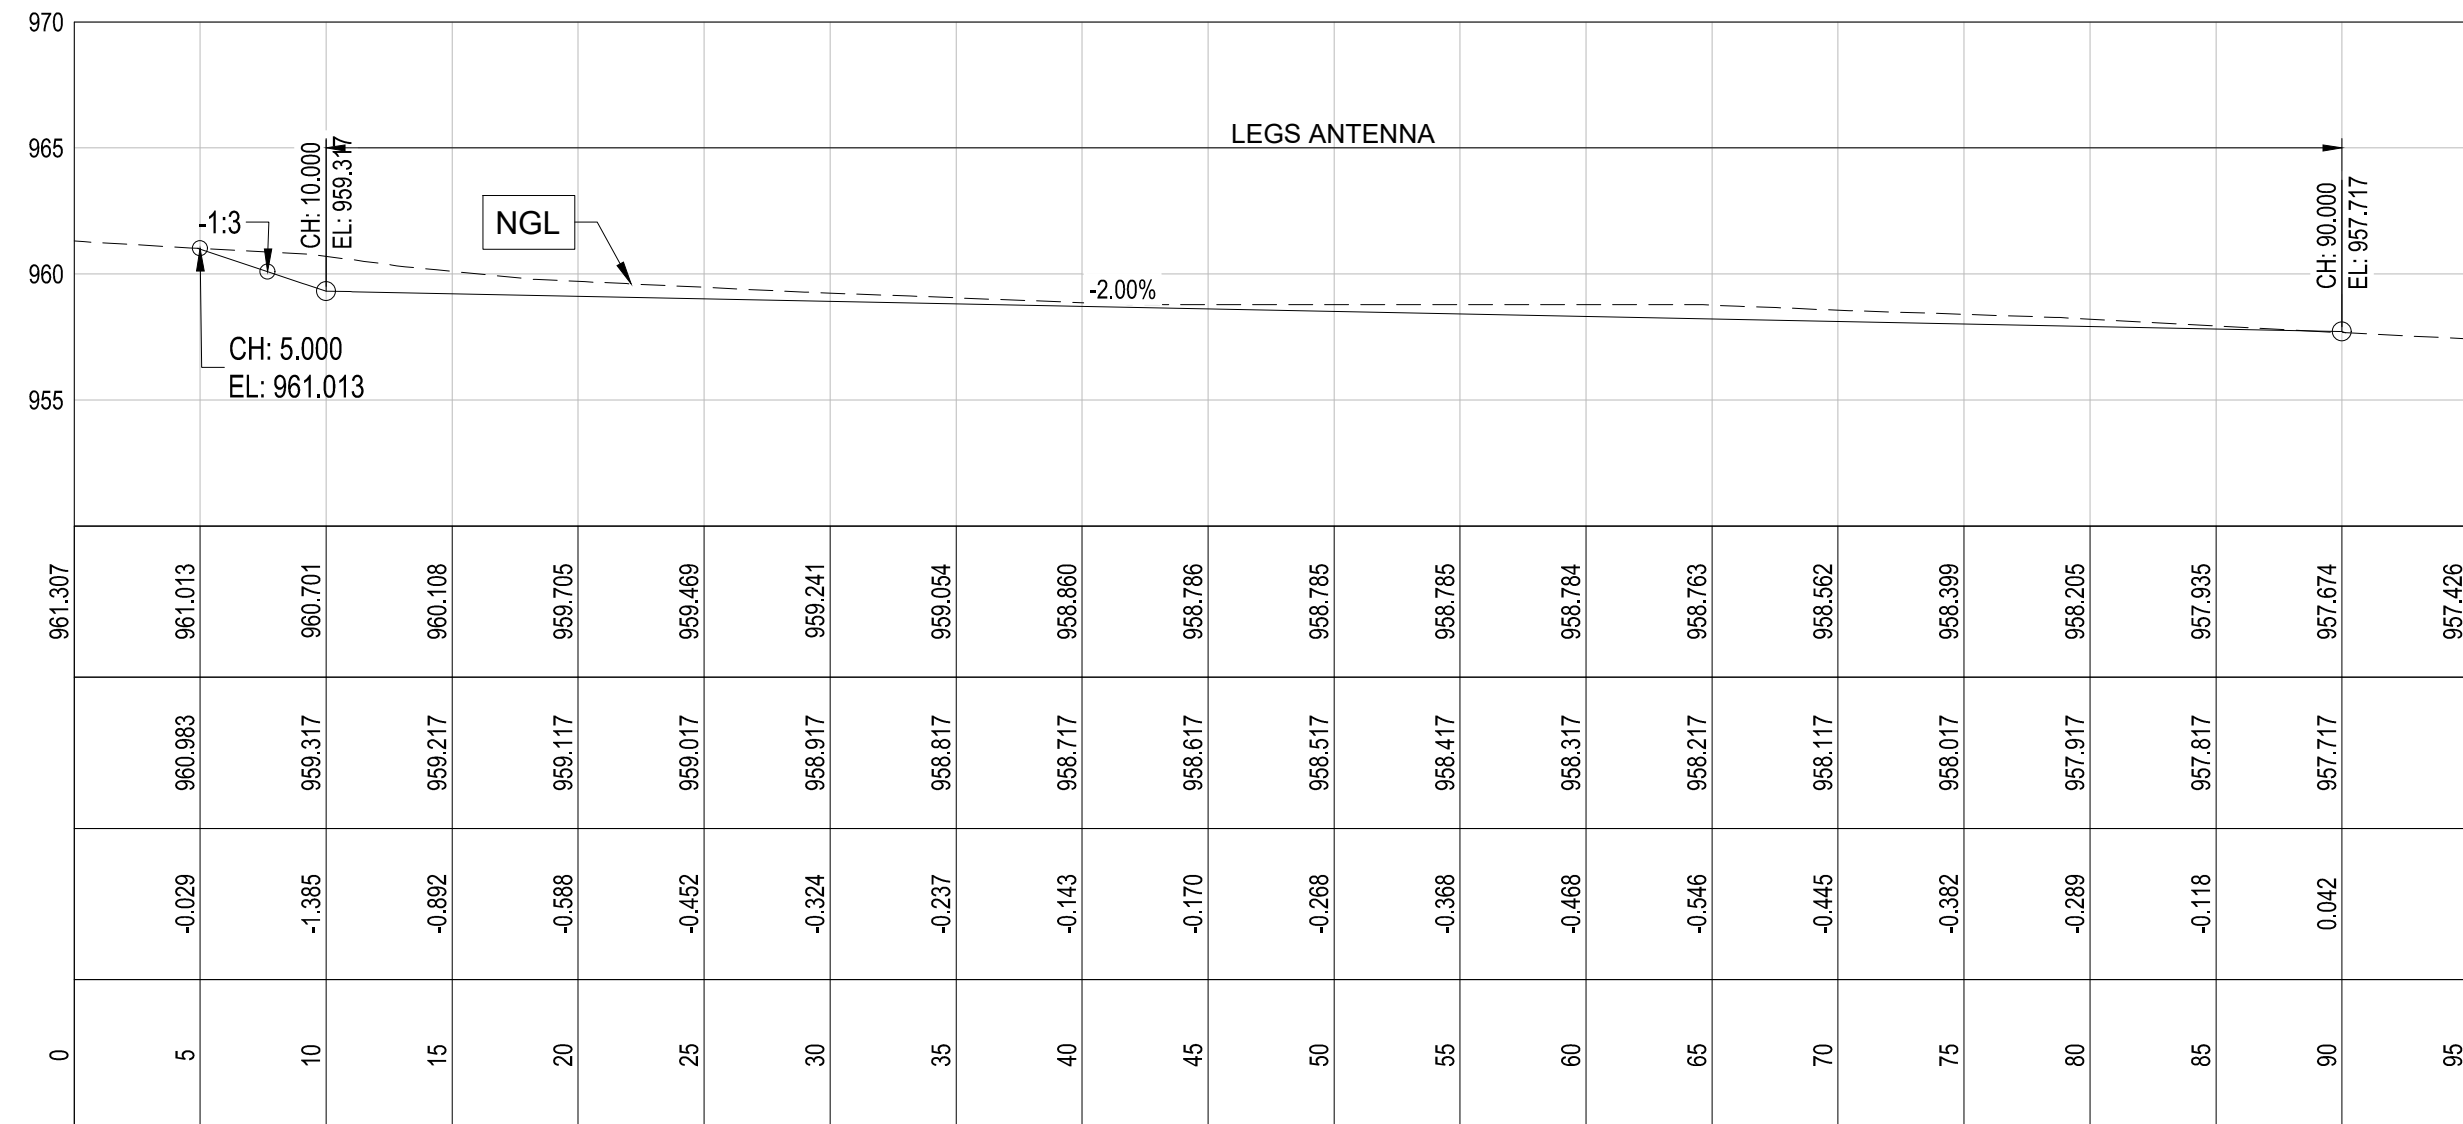 970
965
960
955
LEGS ANTENNA
CH: 10.000
EL: 959.317
CH: 90.000
EL: 957.717
-1:3
NGL
-2.00%
CH: 5.000
EL: 961.013
961.307 961.013 960.701 960.108 959.705 959.469 959.241 959.054 958.860 958.786 958.785 958.785 958.784 958.763 958.562 958.399 958.205 957.935 957.674 957.426
960.983 959.317 959.217 959.117 959.017 958.917 958.817 958.717 958.617 958.517 958.417 958.317 958.217 958.117 958.017 957.917 957.817 957.717
-0.029 -1.385 -0.892 -0.588 -0.452 -0.324 -0.237 -0.143 -0.170 -0.268 -0.368 -0.468 -0.546 -0.445 -0.382 -0.289 -0.118 0.042
0 5 10 15 20 25 30 35 40 45 50 55 60 65 70 75 80 85 90 95